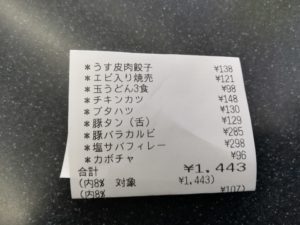 *うす皮肉餃子 ¥138
*エビ入り焼売 ¥121
*玉うどん3食 ¥98
*チキンカツ ¥148
*ブタハツ ¥130
*豚タン(舌) ¥129
*豚バラカルビ ¥285
*塩サバフィレー ¥298
*カボチャ ¥96
合計 ¥1,443
(内8% 対象 ¥1,443)
(内8% ¥107)